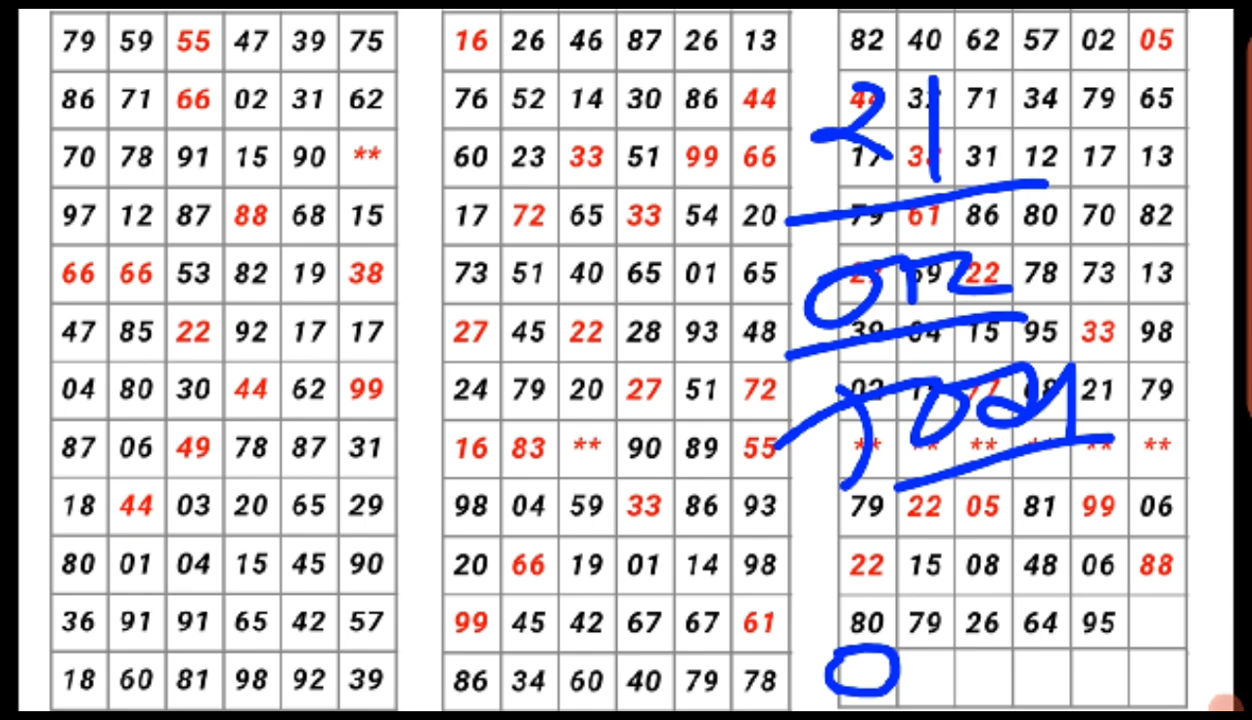 79 59 55 47 39 75
86 71 66 02 31 62
70 78 91 15 90 **
97 12 87 88 68 15
66 66 53 82 19 38
47 85 22 92 17 17
04 80 30 44 62 99
87 06 49 78 87 31
18 44 03 20 65 29
80 01 04 15 45 90
36 91 91 65 42 57
18 60 81 98 92 39
16 26 46 87 26 13
76 52 14 30 86 44
60 23 33 51 99 66
17 72 65 33 54 20
73 51 40 65 01 65
27 45 22 28 93 48
24 79 20 27 51 72
16 83 ** 90 89 55
98 04 59 33 86 93
20 66 19 01 14 98
99 45 42 67 67 61
86 34 60 40 79 78
82 40 62 57 02 05
71 34 79 65
21
17 31 12 17 13
79 61 86 80 70 82
22 78 73 13
39 04 15 95 33 98
21 79
** ** ** ** ** **
79 22 05 81 99 06
22 15 08 48 06 88
80 79 26 64 95
0